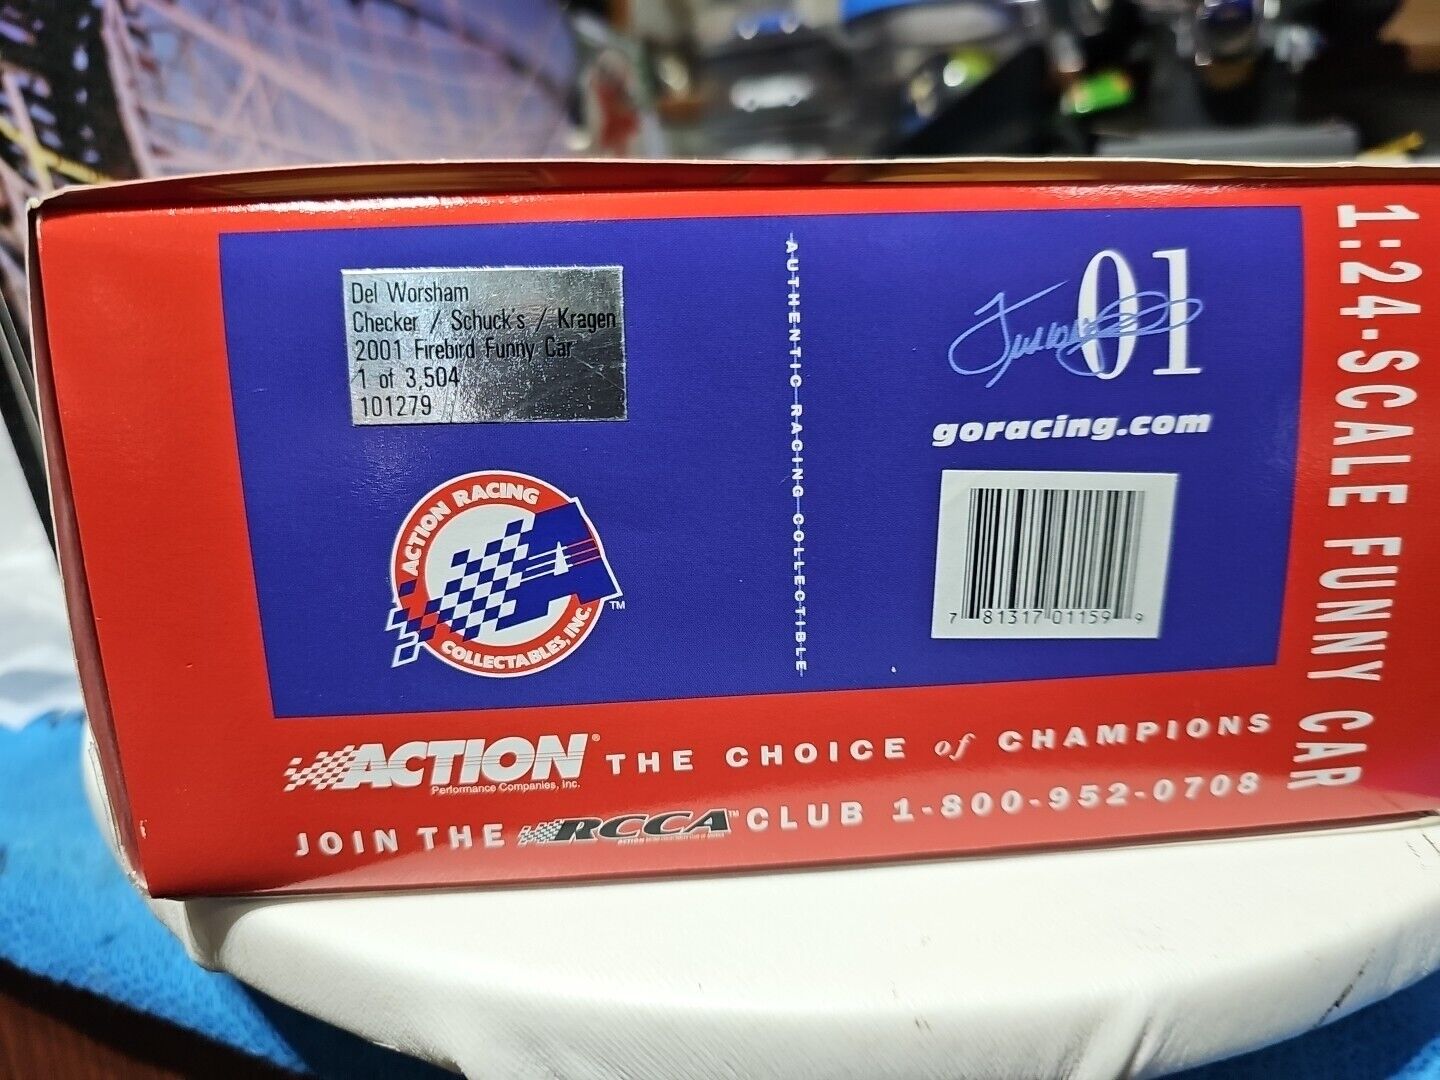 Del Worsham
Checker / Schuck's / Kragen
2001 Firebird Funny Car
1 of 3,504
101279
ACTION RACING
COLLECTABLES, INC.
TM
AUTHENTIC RACING COLLECTIBLE
01
goracing.com
7 81317 01159 9
1:24-SCALE FUNNY CAR
ACTION® THE CHOICE of CHAMPIONS
Performance Companies, Inc.
JOIN THE RCCA™ CLUB 1-800-952-0708